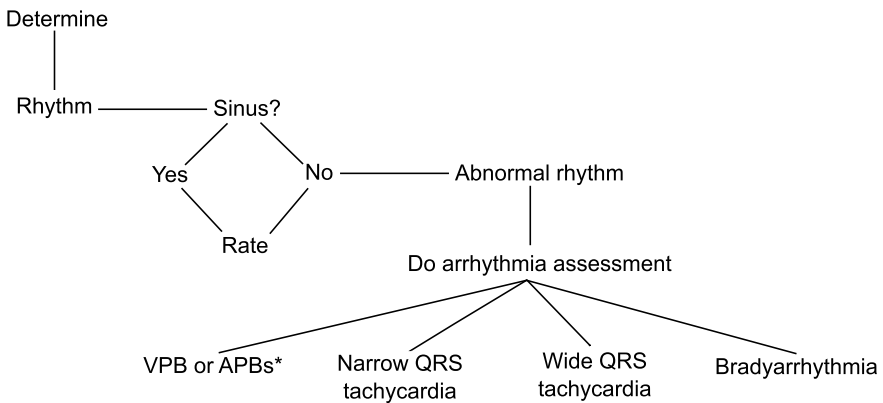 Determine
Rhythm
Sinus?
Yes
No
Abnormal rhythm
Rate
Do arrhythmia assessment
VPB or APBs*
Narrow QRS
tachycardia
Wide QRS
tachycardia
Bradyarrhythmia